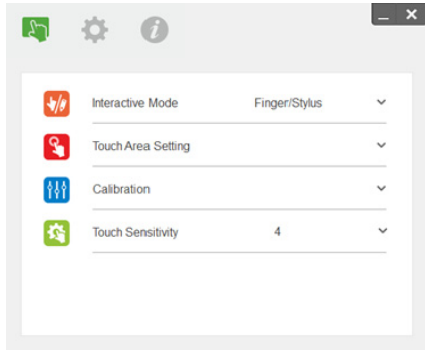 Interactive Mode Finger/Stylus
Touch Area Setting
Calibration
Touch Sensitivity 4